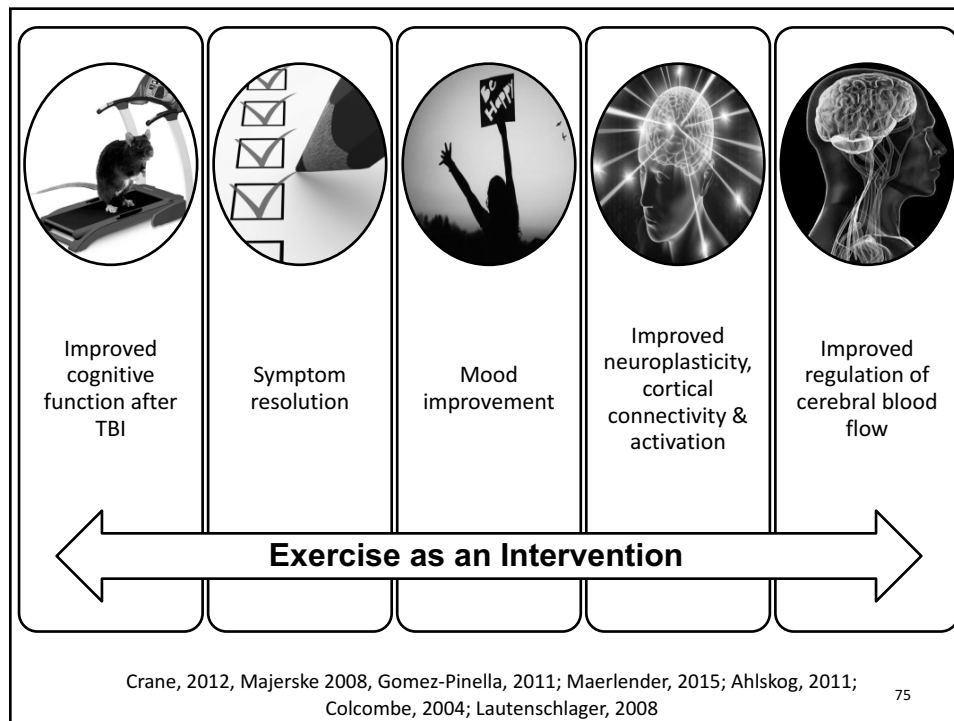 Be
Happy
Improved
cognitive
function after
TBI
Symptom
resolution
Mood
improvement
Improved
neuroplasticity,
cortical
connectivity &
activation
Improved
regulation of
cerebral blood
flow
Exercise as an Intervention
Crane, 2012, Majerske 2008, Gomez-Pinella, 2011; Maerlender, 2015; Ahlskog, 2011;
Colcombe, 2004; Lautenschlager, 2008
75